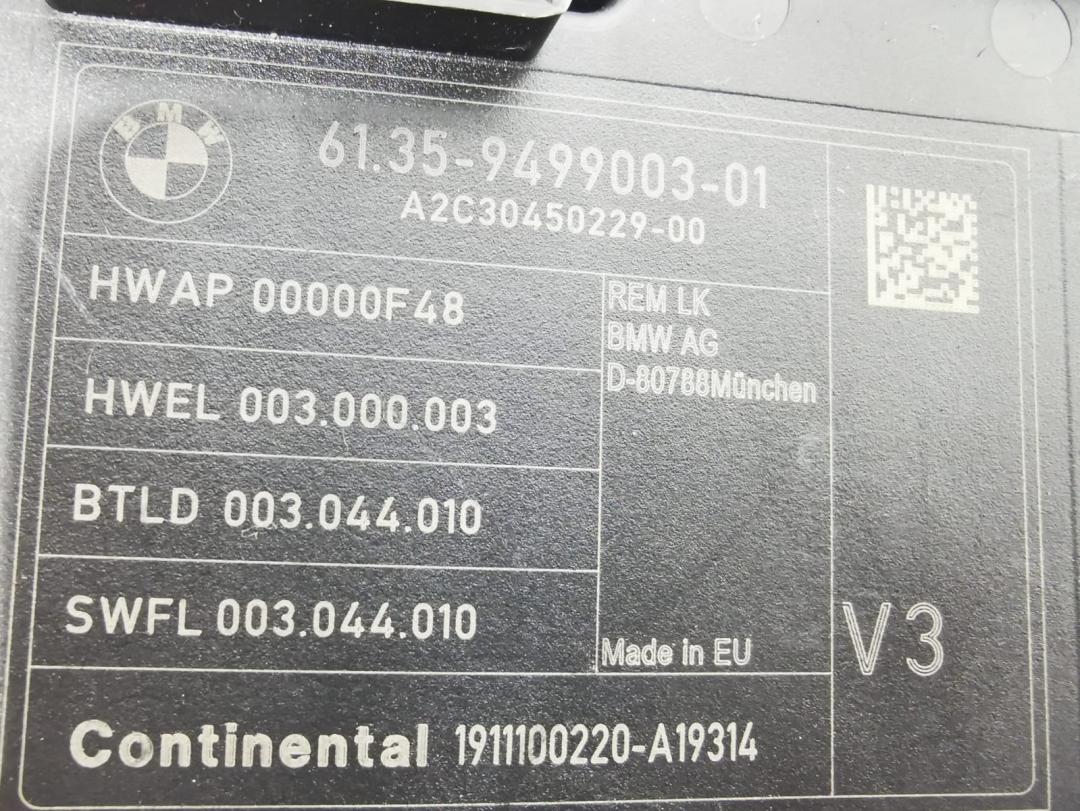 BMW
61.35-9499003-01
A2C30450229-00
HWAP 00000F48
HWEL 003.000.003
BTLD 003.044.010
SWFL 003.044.010
REM LK
BMW AG
D-80788München
Made in EU
V3
Continental 1911100220-A19314